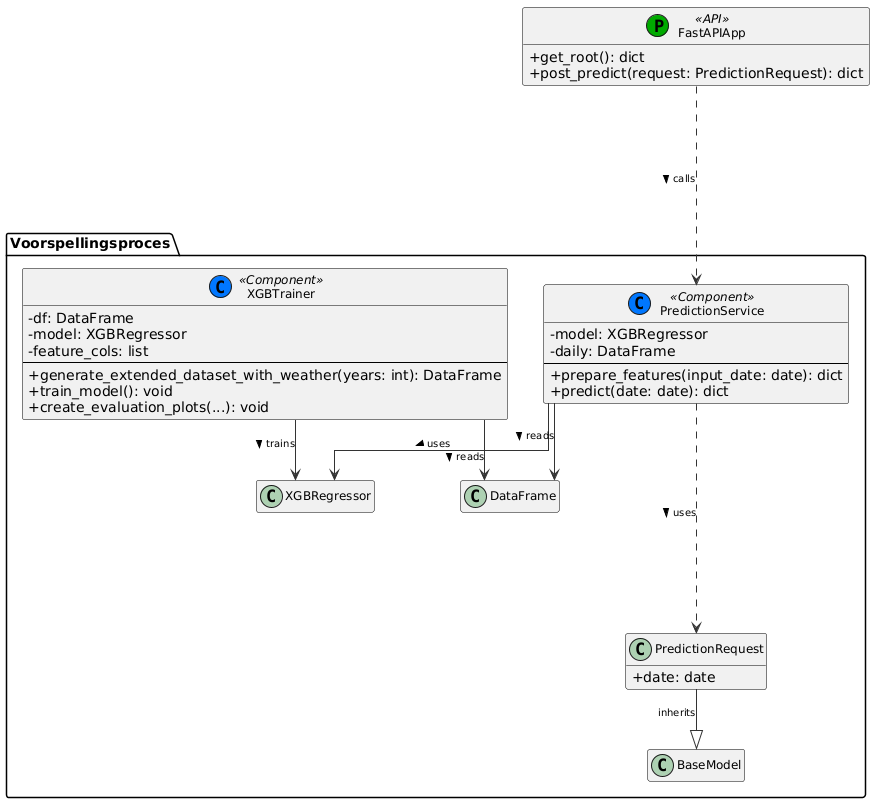 P
«API»
FastAPIApp
+get_root(): dict
+post_predict(request: PredictionRequest): dict
calls
Voorspellingsproces
C
«Component»
XGBTrainer
-df: DataFrame
-model: XGBRegressor
-feature_cols: list
+generate_extended_dataset_with_weather(years: int): DataFrame
+train_model(): void
+create_evaluation_plots(...): void
C
«Component»
PredictionService
-model: XGBRegressor
-daily: DataFrame
+prepare_features(input_date: date): dict
+predict(date: date): dict
trains
uses
reads
reads
C XGBRegressor
C DataFrame
uses
C PredictionRequest
+date: date
inherits
C BaseModel